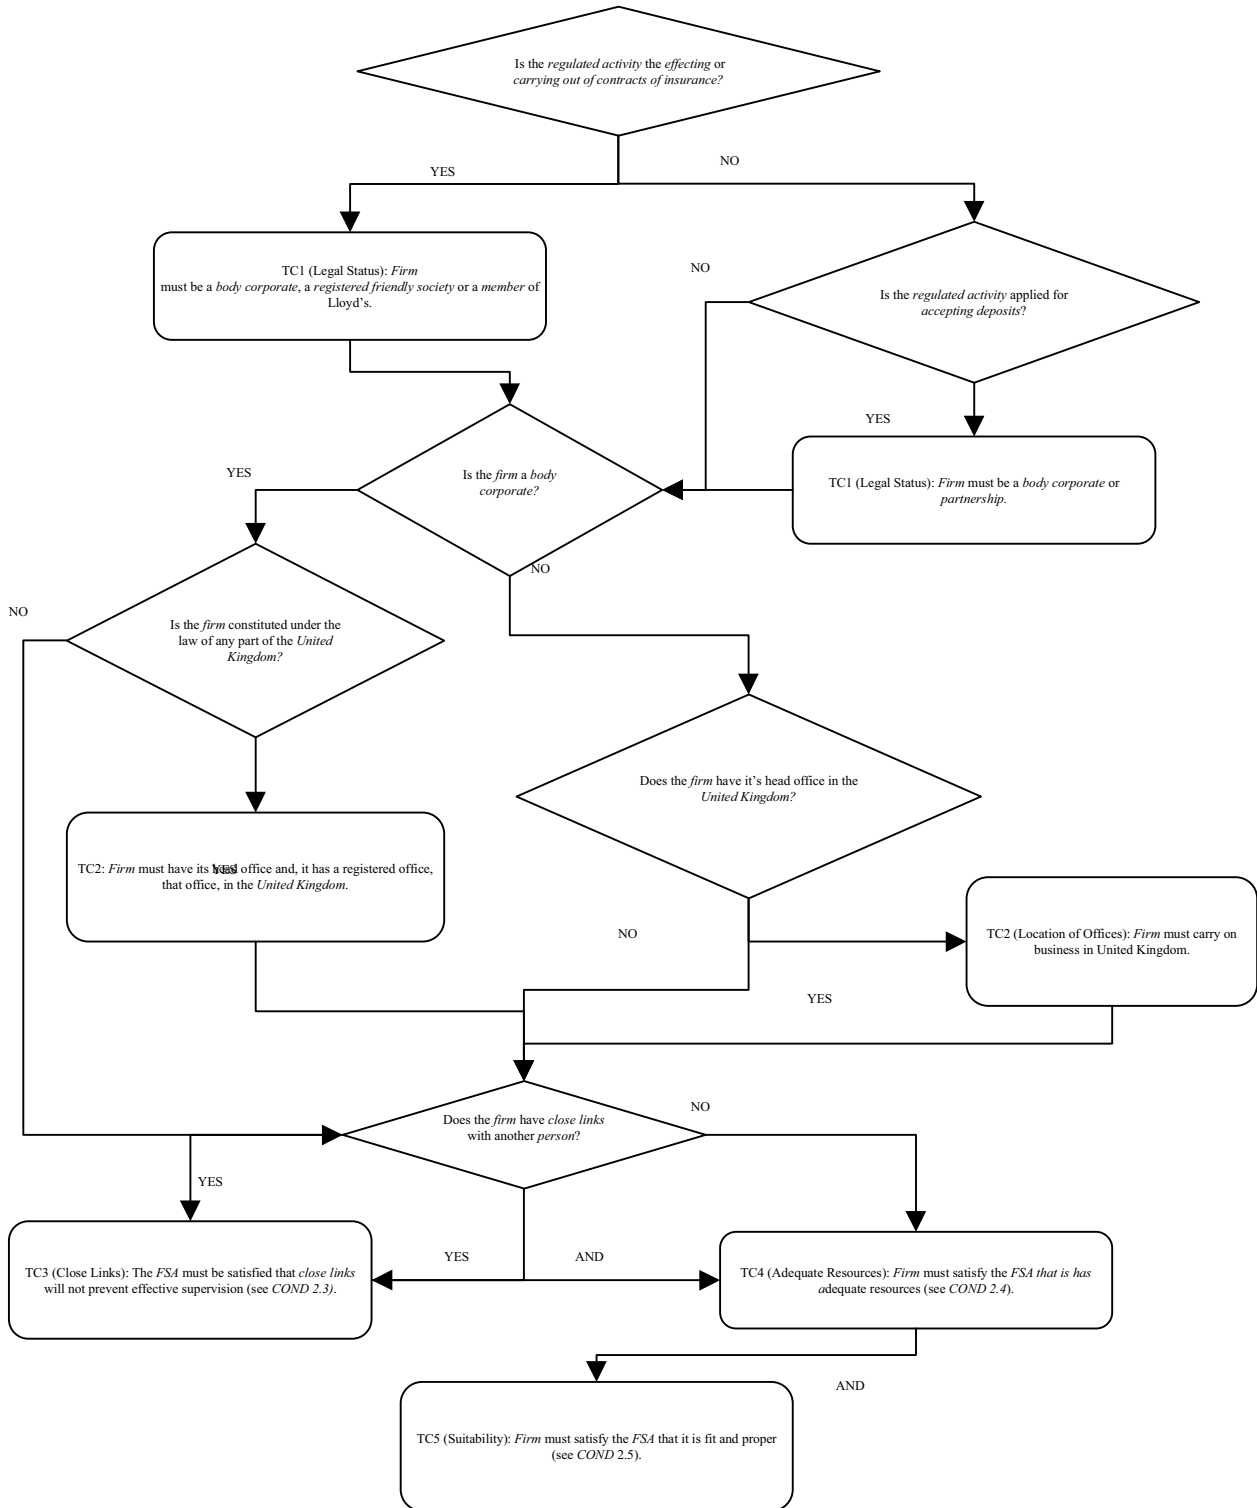 Is the regulated activity the effecting or
carrying out of contracts of insurance?
YES
NO
TC1 (Legal Status): Firm
must be a body corporate, a registered friendly society or a member of
Lloyd's.
NO
Is the regulated activity applied for
accepting deposits?
YES
YES
Is the firm a body
corporate?
TC1 (Legal Status): Firm must be a body corporate or
partnership.
NO
NO
Is the firm constituted under the
law of any part of the United
Kingdom?
Does the firm have it's head office in the
United Kingdom?
TC2: Firm must have its head office and, it has a registered office,
YES
that office, in the United Kingdom.
NO
TC2 (Location of Offices): Firm must carry on
business in United Kingdom.
YES
Does the firm have close links
with another person?
NO
YES
YES
AND
TC3 (Close Links): The FSA must be satisfied that close links
will not prevent effective supervision (see COND 2.3).
TC4 (Adequate Resources): Firm must satisfy the FSA that is has
adequate resources (see COND 2.4).
AND
TC5 (Suitability): Firm must satisfy the FSA that it is fit and proper
(see COND 2.5).